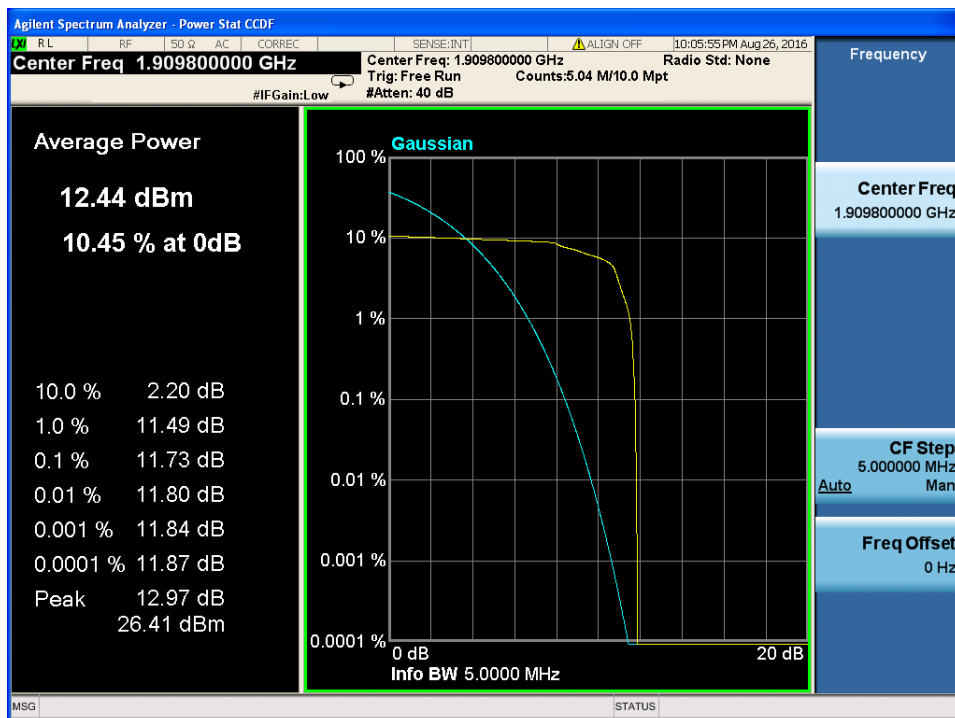 Agilent Spectrum Analyzer - Power Stat CCDF
LXI RL RF 50 Ω AC CORREC SENSE:INT ALIGN OFF 10:05:55 PM Aug 26, 2016
Center Freq 1.909800000 GHz
#IFGain:Low
Center Freq: 1.909800000 GHz Radio Std: None
Trig: Free Run Counts:5.04 M/10.0 Mpt
#Atten: 40 dB
Average Power
12.44 dBm
10.45 % at 0dB
10.0 % 2.20 dB
1.0 % 11.49 dB
0.1 % 11.73 dB
0.01 % 11.80 dB
0.001 % 11.84 dB
0.0001 % 11.87 dB
Peak 12.97 dB
26.41 dBm
Gaussian
100 %
10 %
1 %
0.1 %
0.01 %
0.001 %
0.0001 %
0 dB 20 dB
Info BW 5.0000 MHz
Frequency
Center Freq
1.909800000 GHz
CF Step
5.000000 MHz
Auto Man
Freq Offset
0 Hz
MSG STATUS